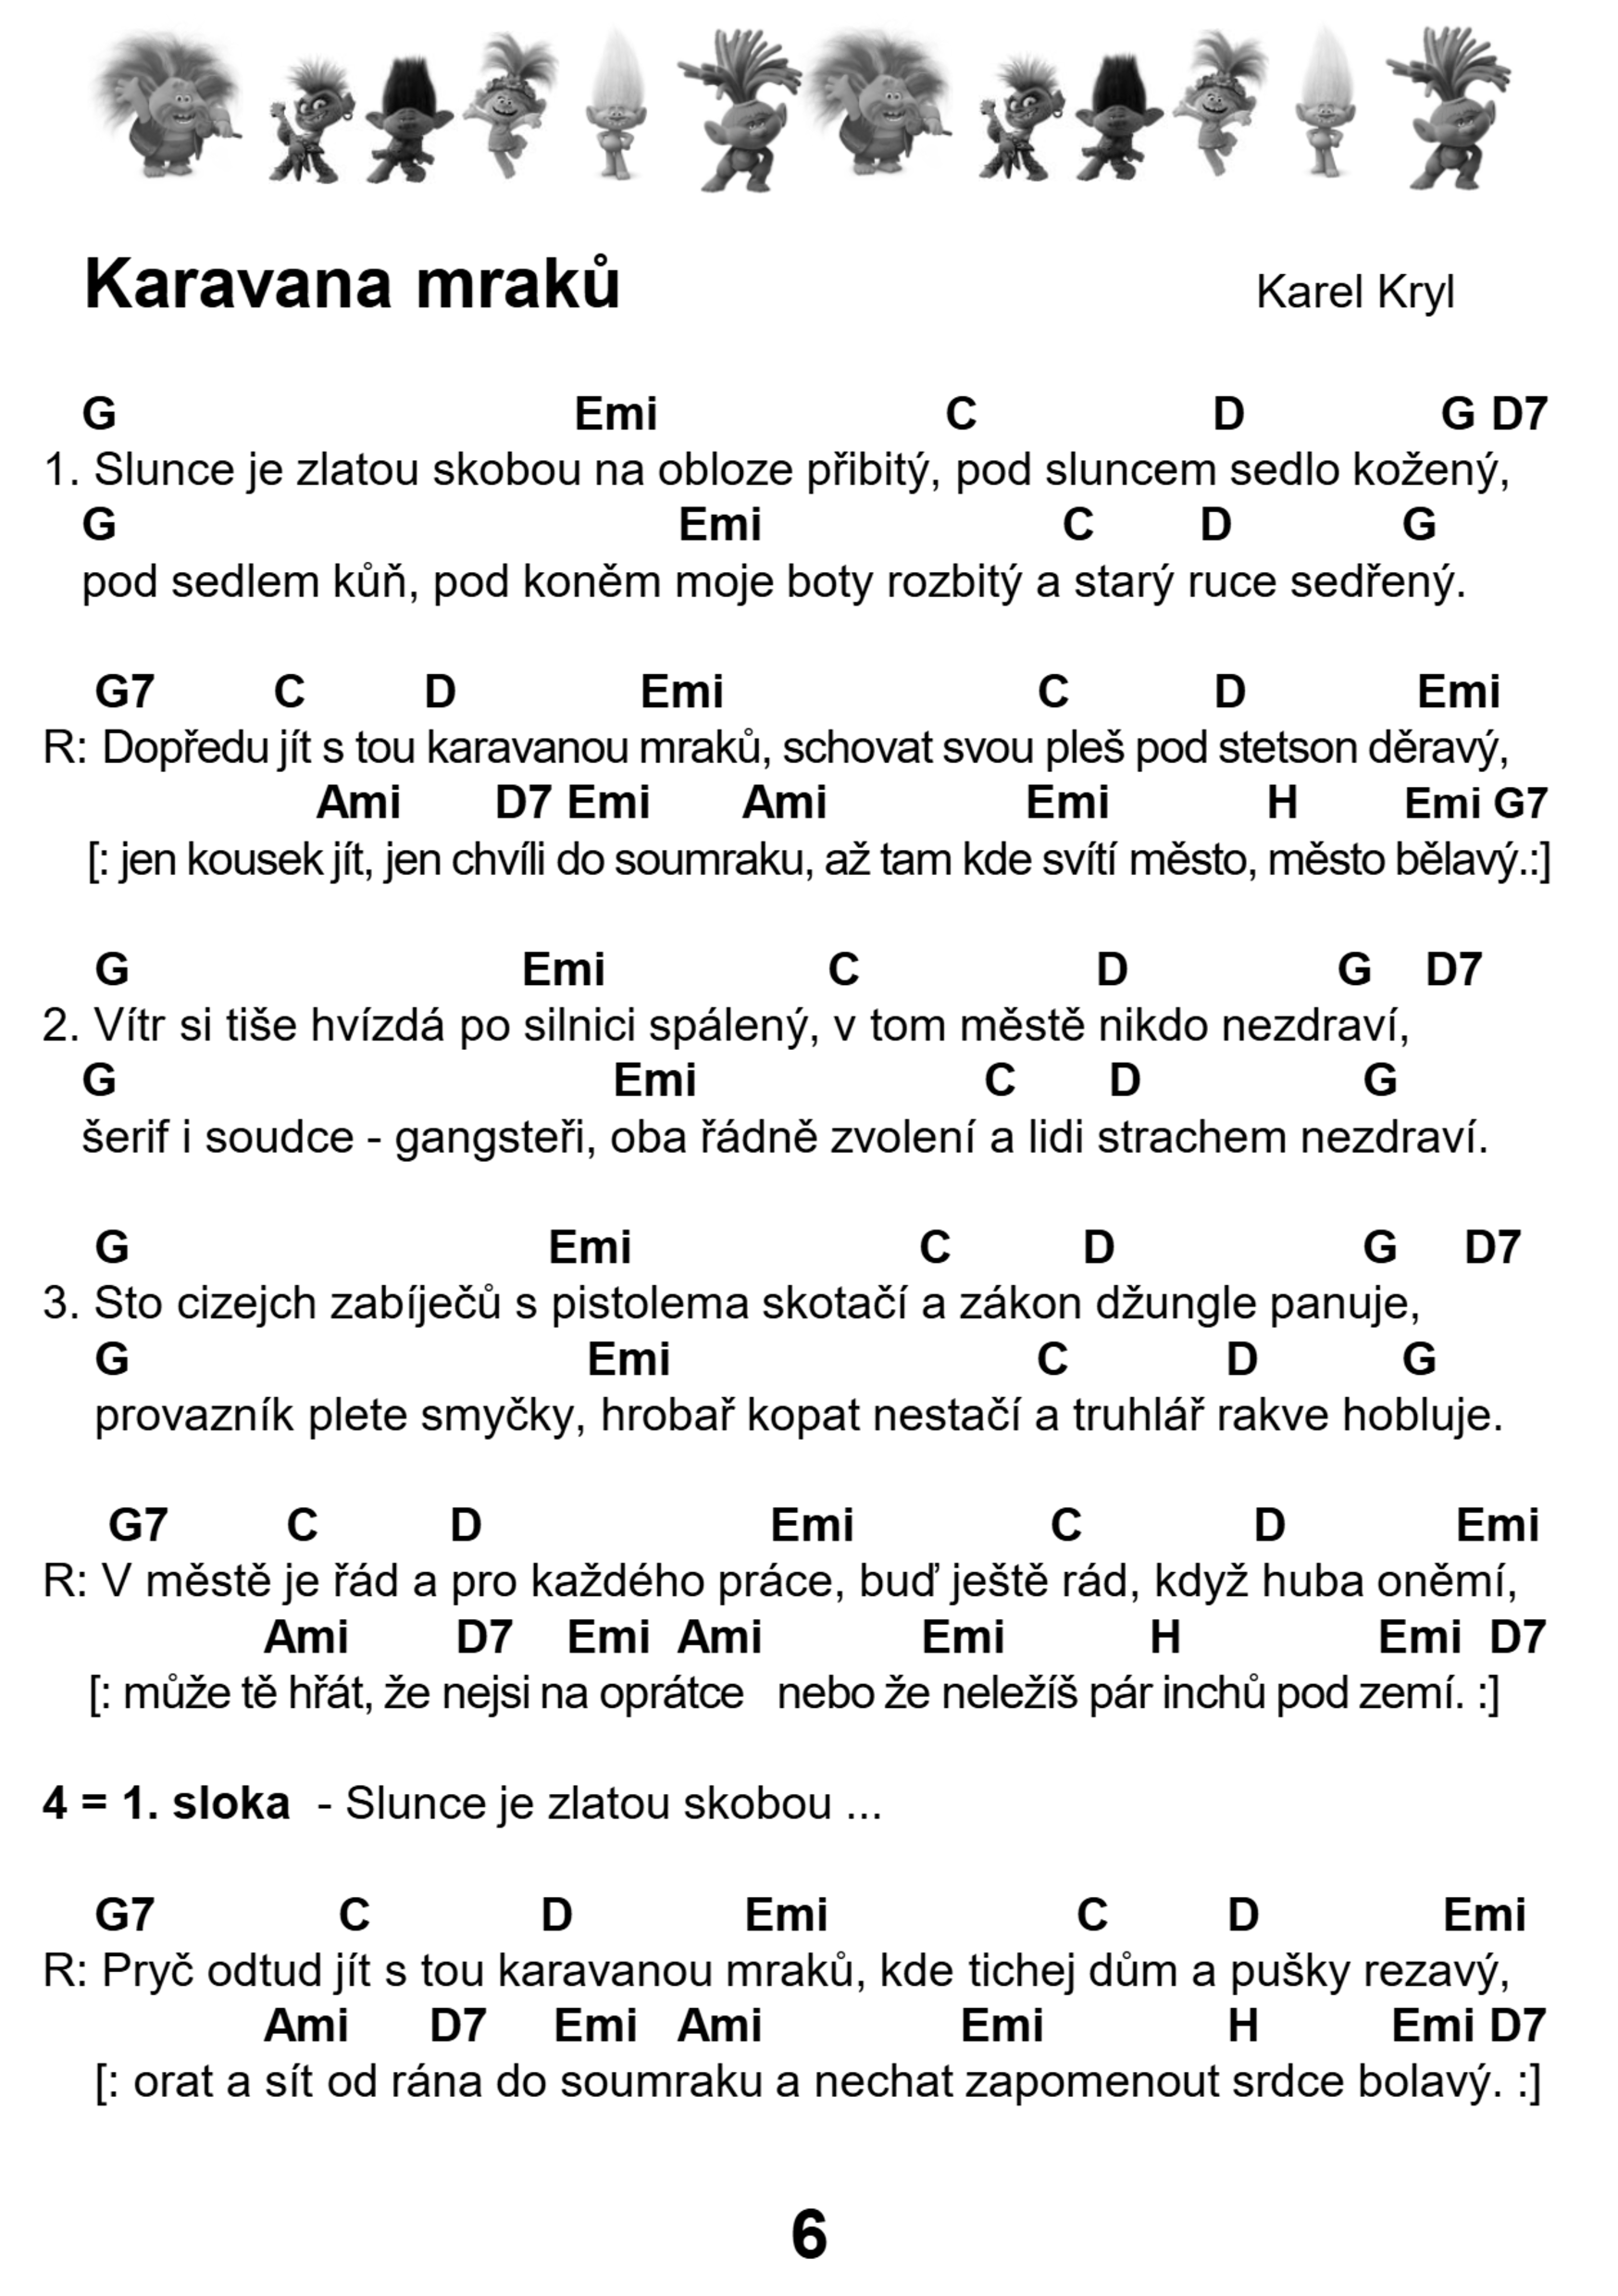 Karavana mraků Karel Kryl
G Emi C D G D7
1. Slunce je zlatou skobou na obloze přibitý, pod sluncem sedlo kožený,
G Emi C D G
pod sedlem kůň, pod koněm moje boty rozbitý a starý ruce sedřený.
G7 C D Emi C D Emi
R: Dopředu jít s tou karavanou mraků, schovat svou pleš pod stetson děravý,
Ami D7 Emi Ami Emi H Emi G7
[: jen kousek jít, jen chvíli do soumraku, až tam kde svítí město, město bělavý.:]
G Emi C D G D7
2. Vítr si tiše hvízdá po silnici spálený, v tom městě nikdo nezdraví,
G Emi C D G
šerif i soudce - gangsteři, oba řádně zvolení a lidi strachem nezdraví.
G Emi C D G D7
3. Sto cizejch zabíječů s pistolema skotačí a zákon džungle panuje,
G Emi C D G
provazník plete smyčky, hrobař kopat nestačí a truhlář rakve hobluje.
G7 C D Emi C D Emi
R: V městě je řád a pro každého práce, buď ještě rád, když huba oněmí,
Ami D7 Emi Ami Emi H Emi D7
[: může tě hřát, že nejsi na oprátce nebo že neležíš pár inchů pod zemí. :]
4 = 1. sloka - Slunce je zlatou skobou ...
G7 C D Emi C D Emi
R: Pryč odtud jít s tou karavanou mraků, kde tichej dům a pušky rezavý,
Ami D7 Emi Ami Emi H Emi D7
[: orat a sít od rána do soumraku a nechat zapomenout srdce bolavý. :]
6